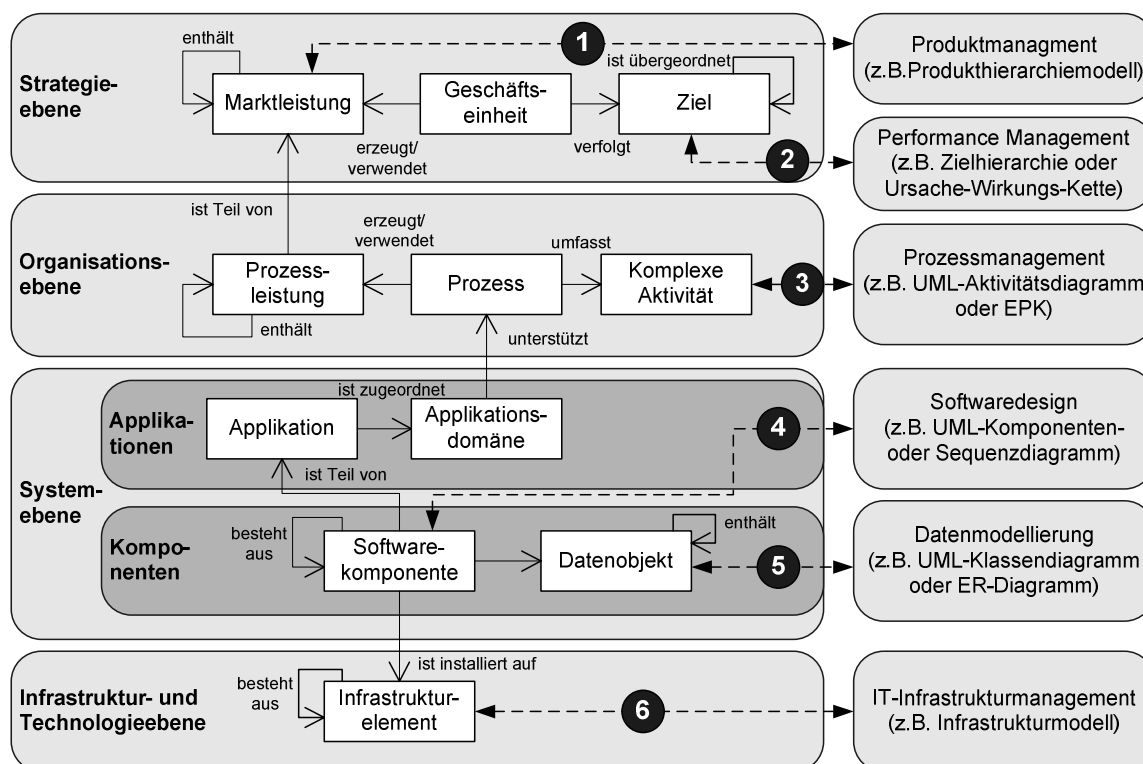 enthält
1
ist übergeordnet
Produktmanagment
(z.B.Produkthierarchiemodell)
Strategie-
ebene
Marktleistung
Geschäfts-
einheit
Ziel
erzeugt/
verwendet
verfolgt
2
Performance Management
(z.B. Zielhierarchie oder
Ursache-Wirkungs-Kette)
ist Teil von
erzeugt/
verwendet
umfasst
Organisations-
ebene
Prozess-
leistung
Prozess
Komplexe
Aktivität
3
Prozessmanagement
(z.B. UML-Aktivitätsdiagramm
oder EPK)
enthält
unterstützt
ist zugeordnet
Applika-
tionen
Applikation
Applikations-
domäne
4
Softwaredesign
(z.B. UML-Komponenten-
oder Sequenzdiagramm)
ist Teil von
System-
ebene
besteht
aus
enthält
Kompo-
nenten
Software-
komponente
Datenobjekt
5
Datenmodellierung
(z.B. UML-Klassendiagramm
oder ER-Diagramm)
ist installiert auf
Infrastruktur- und
Technologieebene
besteht
aus
Infrastruktur-
element
6
IT-Infrastrukturmanagement
(z.B. Infrastrukturmodell)